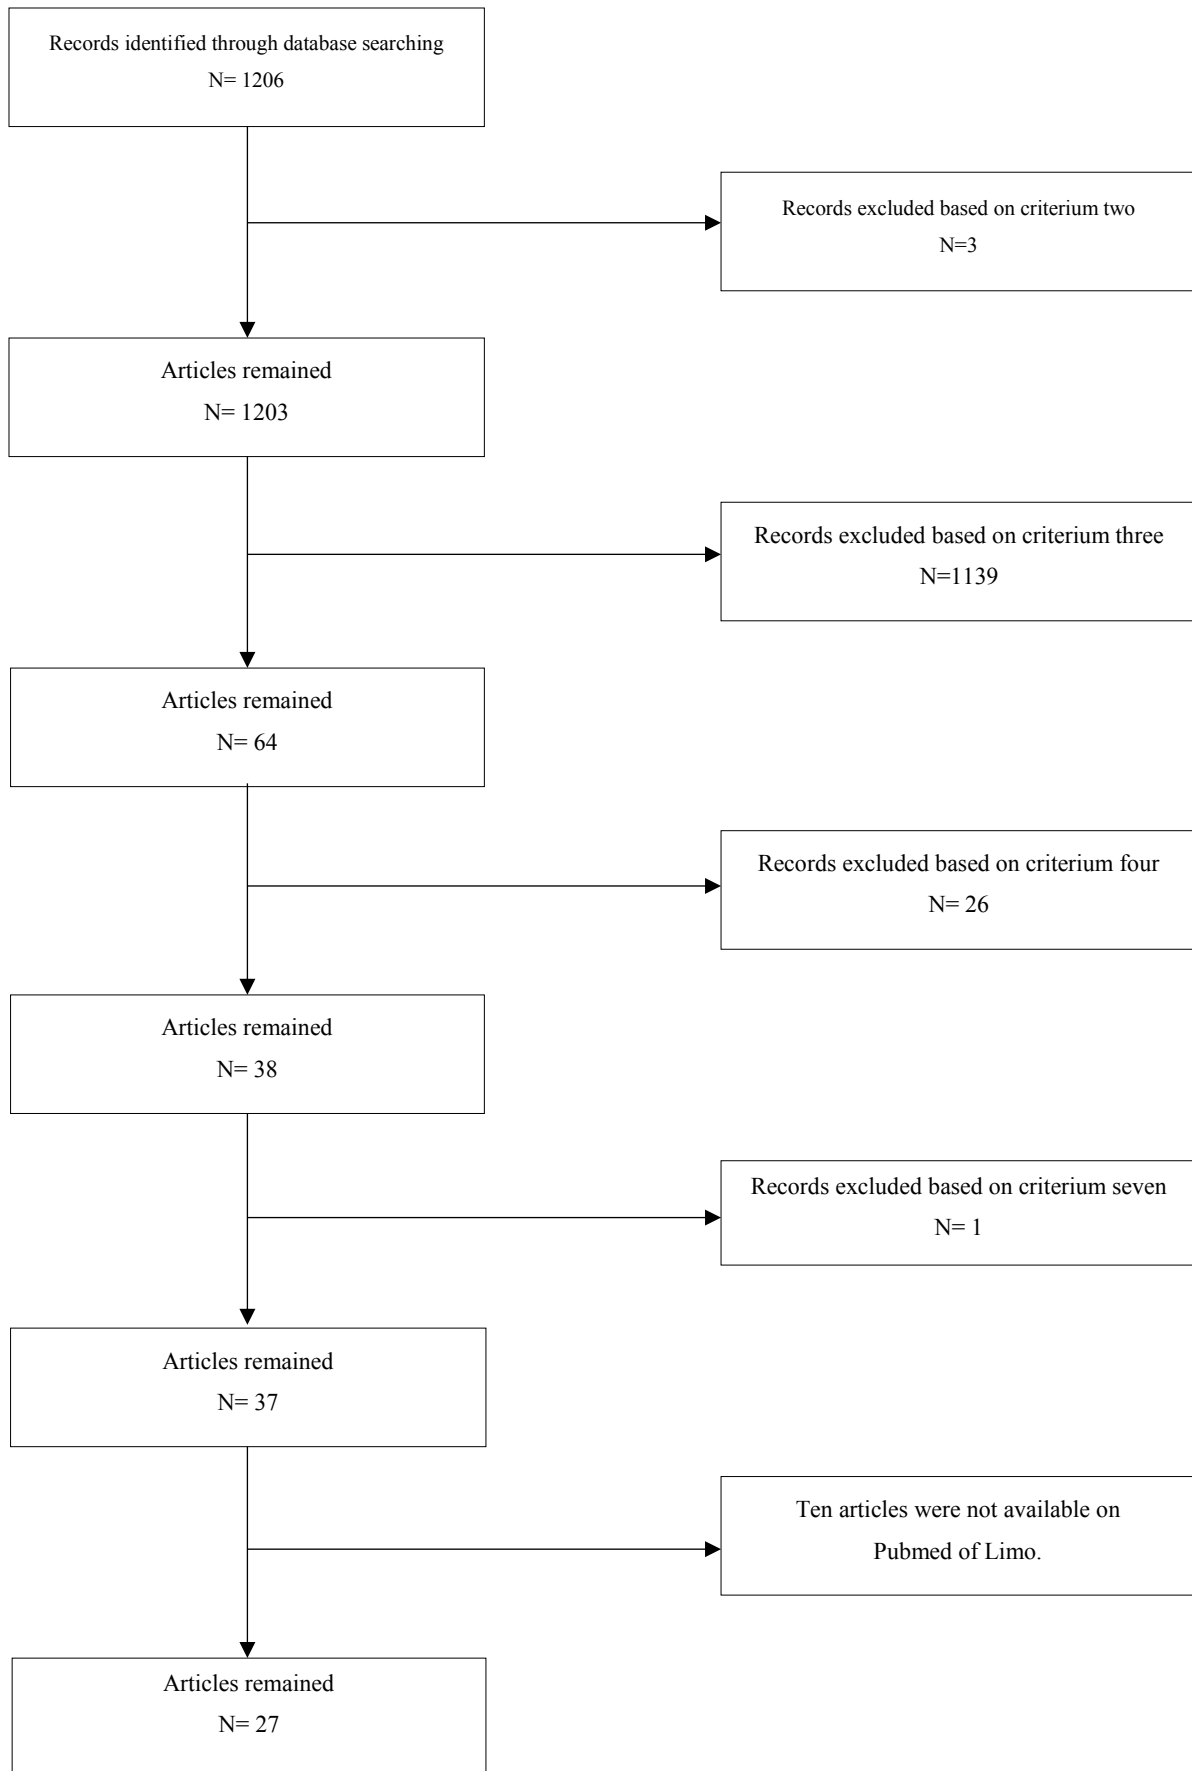 Records identified through database searching
N= 1206
Records excluded based on criterium two
N=3
Articles remained
N= 1203
Records excluded based on criterium three
N=1139
Articles remained
N= 64
Records excluded based on criterium four
N= 26
Articles remained
N= 38
Records excluded based on criterium seven
N= 1
Articles remained
N= 37
Ten articles were not available on
Pubmed of Limo.
Articles remained
N= 27